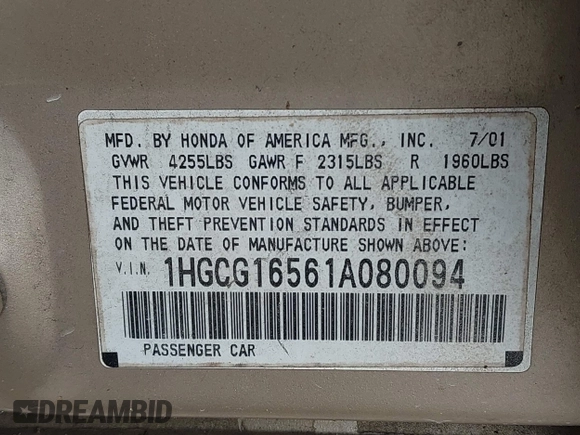 MFD. BY HONDA OF AMERICA MFG., INC. 7/01
GVWR 4255LBS GAWR F 2315LBS R 1960LBS
THIS VEHICLE CONFORMS TO ALL APPLICABLE
FEDERAL MOTOR VEHICLE SAFETY, BUMPER,
AND THEFT PREVENTION STANDARDS IN EFFECT
ON THE DATE OF MANUFACTURE SHOWN ABOVE:
V.I.N. 1HGCG16561A080094
PASSENGER CAR
DREAMBID